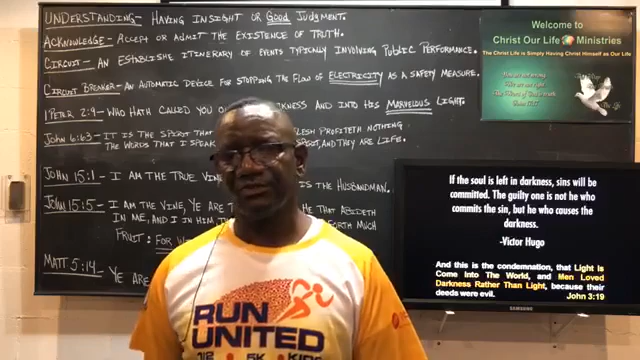 UNDERSTANDING- HAVING INSIGHT OR GOOD JUDGMENT.
ACKNOWLEDGE- ACCEPT OR ADMIT THE EXISTENCE OF TRUTH.
CIRCUIT - AN ESTABLISHE ITINERARY OF EVENTS TYPICALLY INVOLVING PUBLIC PERFORMANCE.
CIRCUIT BREAKER- AN AUTOMATIC DEVICE FOR STOPPING THE FLOW OF ELECTRICITY AS A SAFETY MEASURE.
1 PETER 2:9- WHO HATH CALLED YOU OF DARKNESS AND INTO HIS MARVELOUS LIGHT.
JOHN 6:63- IT IS THE SPIRIT THAT FLESH PROFITETH NOTHING
THE WORDS THAT I SPEAK SPIRIT, AND THEY ARE LIFE.
JOHN 15:1- I AM THE TRUE VINE IS THE HUSBANDMAN.
JOHN 15:5- I AM THE VINE, YE ARE HE THAT ABIDETH
IN ME, AND I IN HIM, FORTH MUCH
FRUIT: FOR
MATT 5:14- YE ARE
Welcome to
Christ Our Life Ministries
The Christ Life is Simply Having Christ Himself as Our Life
The Life
If the soul is left in darkness, sins will be
committed. The guilty one is not he who
commits the sin, but he who causes the
darkness.
-Victor Hugo
And this is the condemnation, that Light is
Come Into The World, and Men Loved
Darkness Rather Than Light, because their
deeds were evil. John 3:19
SAMSUNG
RUN
UNITED
1/2 5K KIDS